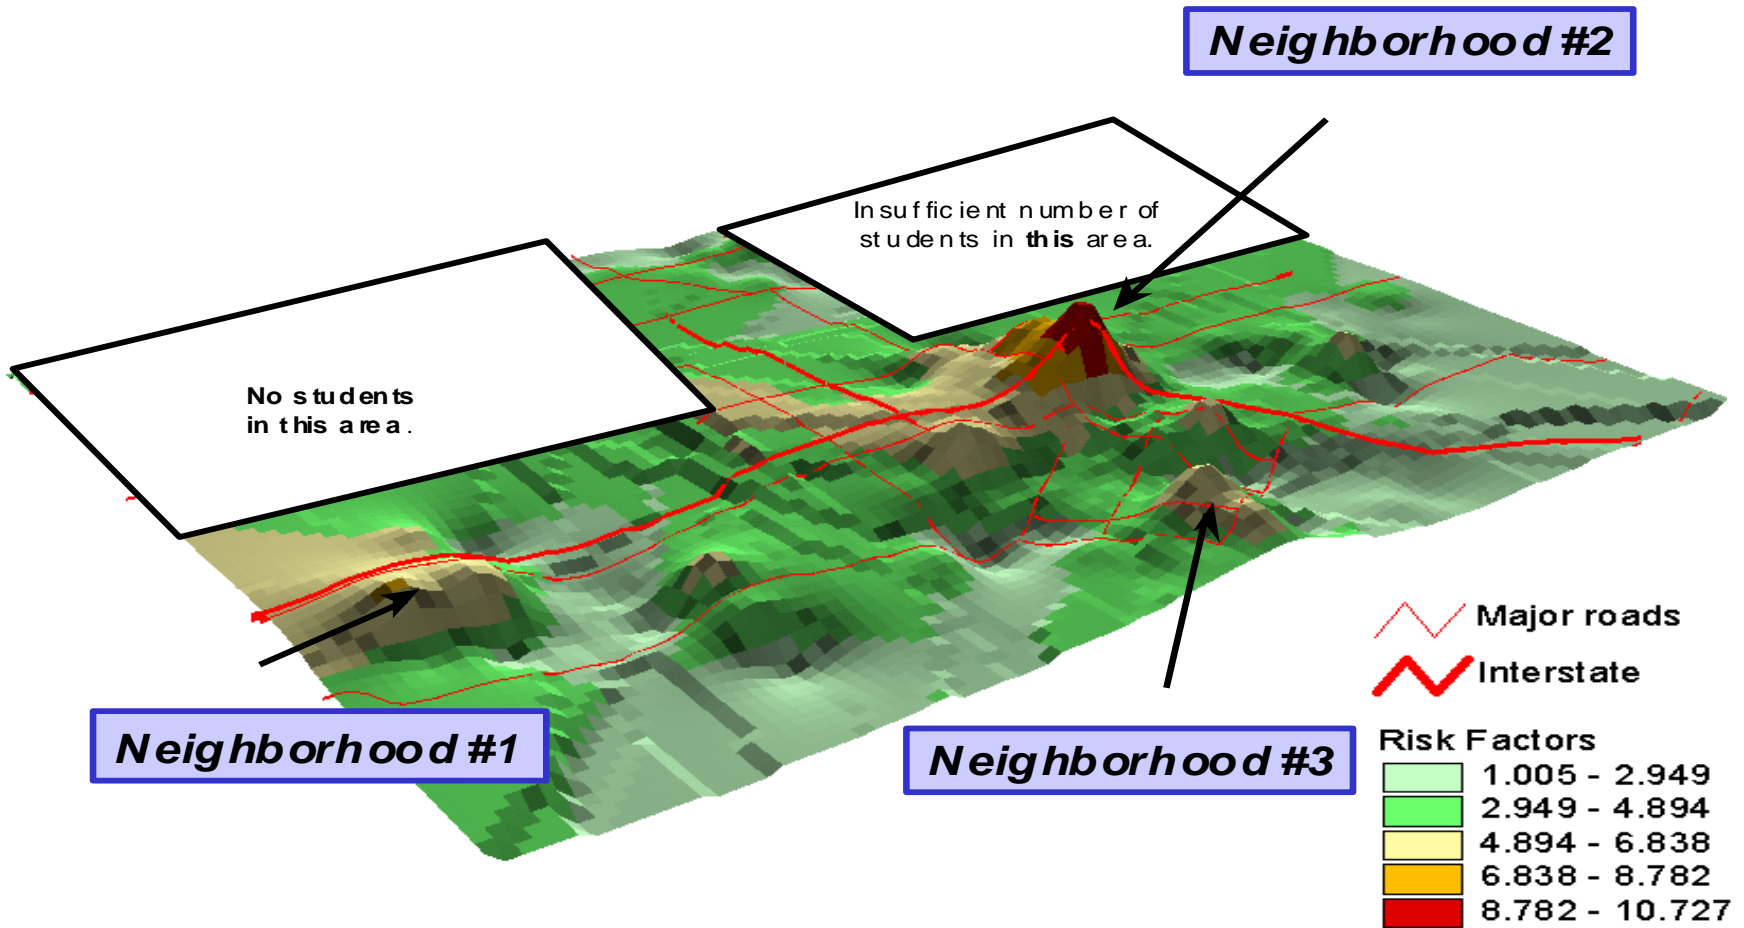 Neighborhood #2
Insufficient number of
students in this area.
No students
in this area.
Neighborhood #1
Neighborhood #3
Major roads
Interstate
Risk Factors
1.005 - 2.949
2.949 - 4.894
4.894 - 6.838
6.838 - 8.782
8.782 - 10.727